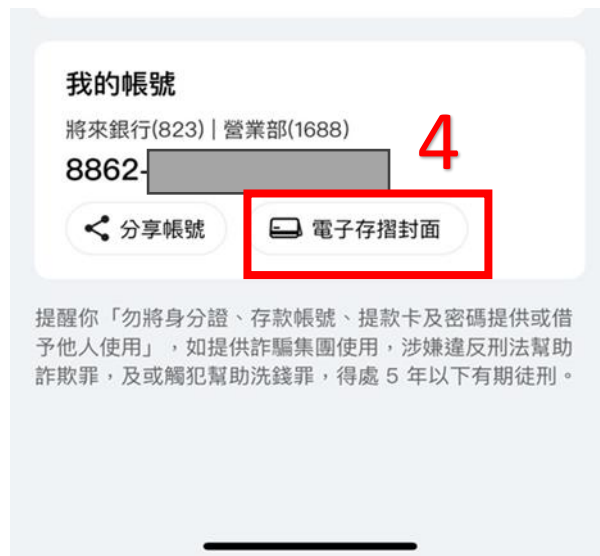 我的帳號
將來銀行(823) | 營業部(1688)
4
8862-
分享帳號
電子存摺封面
提醒你「勿將身分證、存款帳號、提款卡及密碼提供或借
予他人使用」，如提供詐騙集團使用，涉嫌違反刑法幫助
詐欺罪，及或觸犯幫助洗錢罪，得處 5 年以下有期徒刑。